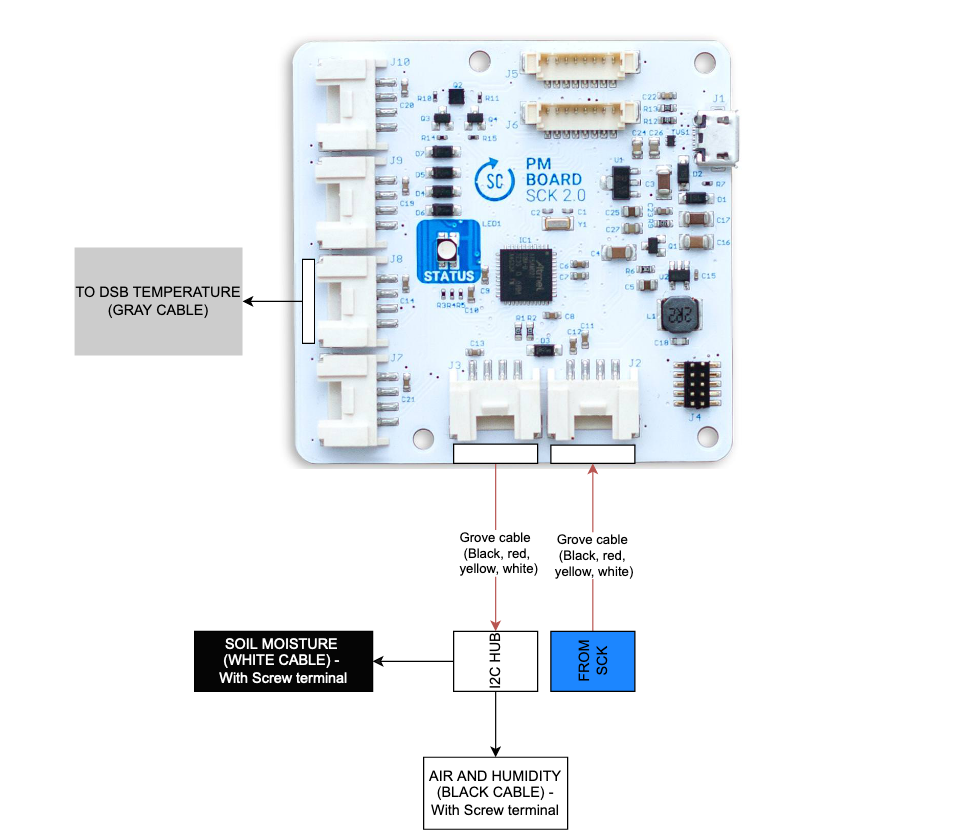 J10
J5
J1
Q2
R10
R11
C20
C22
R13
R12
Q3
Q4
J6
C24
C26
TVS1
R14
R15
D7
J9
PM
BOARD
SCK 2.0
SC
U1
D2
D5
C3
R7
D4
D1
C19
D6
C2
C1
C25
C17
LED1
Y1
C27
IC1
Q1
C16
C4
J8
STATUS
C6
R6
U2
C15
C9
C7
C5
TO DSB TEMPERATURE
(GRAY CABLE)
Atmel
C14
C10
C8
L1
2R2
R1
R2
C11
C12
C18
C13
D3
J7
J3
J2
C21
J4
Grove cable
(Black, red,
yellow, white)
Grove cable
(Black, red,
yellow, white)
SOIL MOISTURE
(WHITE CABLE) -
With Screw terminal
I2C HUB
FROM
SCK
AIR AND HUMIDITY
(BLACK CABLE) -
With Screw terminal